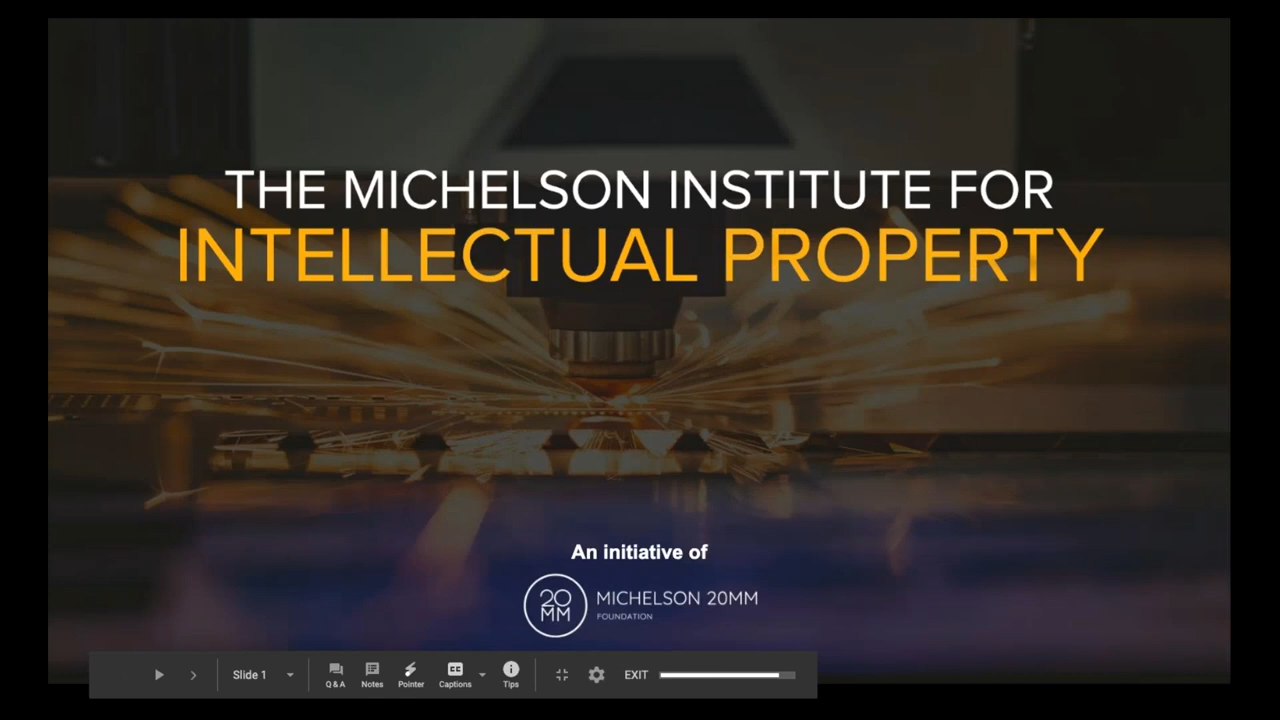 THE MICHELSON INSTITUTE FOR
INTELLECTUAL PROPERTY
An initiative of
20
MM
MICHELSON 20MM
FOUNDATION
Slide 1
Q & A
Notes
Pointer
CC
Captions
Tips
EXIT